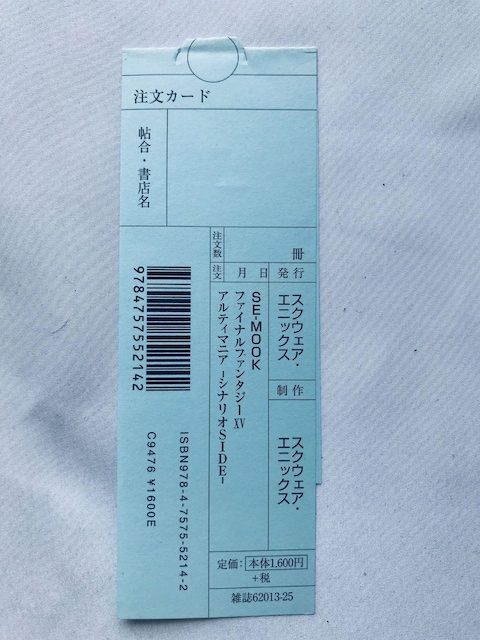 注文カード
帖合・書店名
注文数
冊
注文
月 日
発行
スクウェア・
エニックス
制作
スクウェア・
エニックス
SE-MOOK
ファイナルファンタジーXV
アルティマニア −シナリオSIDE−
9784757552142
ISBN978-4-7575-5214-2
C9476 ¥1600E
定価：本体1,600円
+税
雑誌62013-25